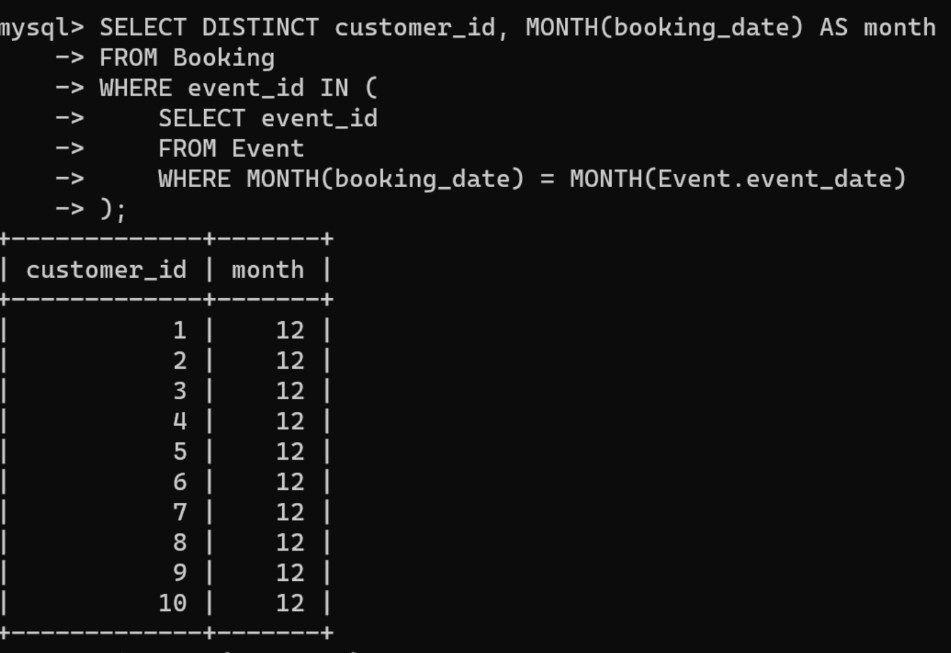 mysql> SELECT DISTINCT customer_id, MONTH(booking_date) AS month
    -> FROM Booking
    -> WHERE event_id IN (
    ->     SELECT event_id
    ->     FROM Event
    ->     WHERE MONTH(booking_date) = MONTH(Event.event_date)
    -> );
+-------------+-------+
| customer_id | month |
+-------------+-------+
|           1 |    12 |
|           2 |    12 |
|           3 |    12 |
|           4 |    12 |
|           5 |    12 |
|           6 |    12 |
|           7 |    12 |
|           8 |    12 |
|           9 |    12 |
|          10 |    12 |
+-------------+-------+